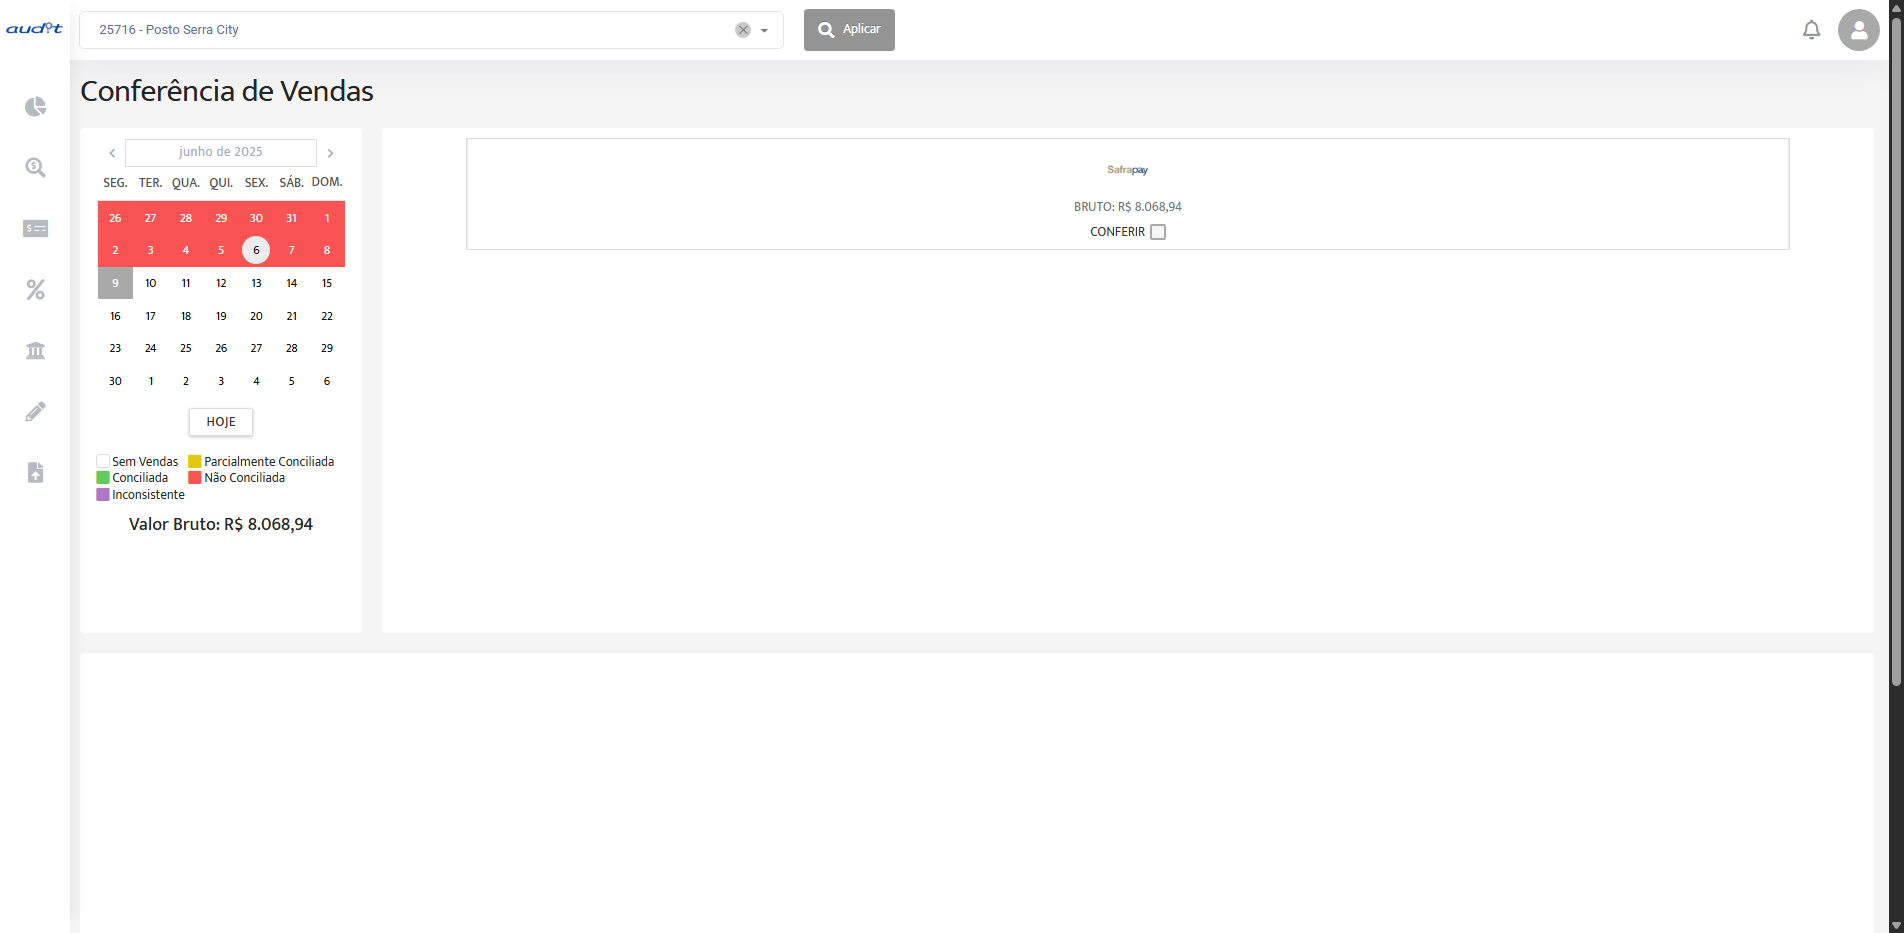 audit
25716 - Posto Serra City
Aplicar
Conferência de Vendas
junho de 2025
SEG. TER. QUA. QUI. SEX. SÁB. DOM.
26 27 28 29 30 31 1
2 3 4 5 6 7 8
9 10 11 12 13 14 15
16 17 18 19 20 21 22
23 24 25 26 27 28 29
30 1 2 3 4 5 6
HOJE
Sem Vendas Parcialmente Conciliada
Conciliada Não Conciliada
Inconsistente
Valor Bruto: R$ 8.068,94
Safrapay
BRUTO: R$ 8.068,94
CONFERIR